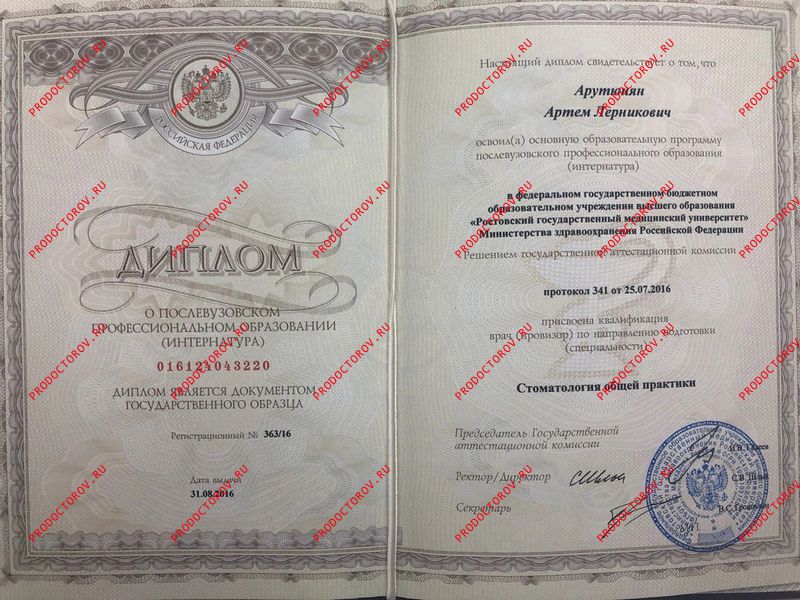 РОССИЙСКАЯ ФЕДЕРАЦИЯ
ДИПЛОМ
О ПОСЛЕВУЗОВСКОМ
ПРОФЕССИОНАЛЬНОМ ОБРАЗОВАНИИ
(ИНТЕРНАТУРА)
016124043220
ДИПЛОМ ЯВЛЯЕТСЯ ДОКУМЕНТОМ
ГОСУДАРСТВЕННОГО ОБРАЗЦА
Регистрационный № 363/16
Дата выдачи
31.08.2016
Настоящий диплом свидетельствует о том, что
Арутюнян
Артем Лерникович
освоил(а) основную образовательную программу
послевузовского профессионального образования
(интернатура)
в федеральном государственном бюджетном
образовательном учреждении высшего образования
«Ростовский государственный медицинский университет»
Министерства здравоохранения Российской Федерации
Решением государственной аттестационной комиссии
протокол 341 от 25.07.2016
присвоена квалификация
врач (провизор) по направлению подготовки
(специальности)
Стоматология общей практики
Председатель Государственной
аттестационной комиссии
Ректор/Директор
Секретарь
PRODOCTOROV.RU